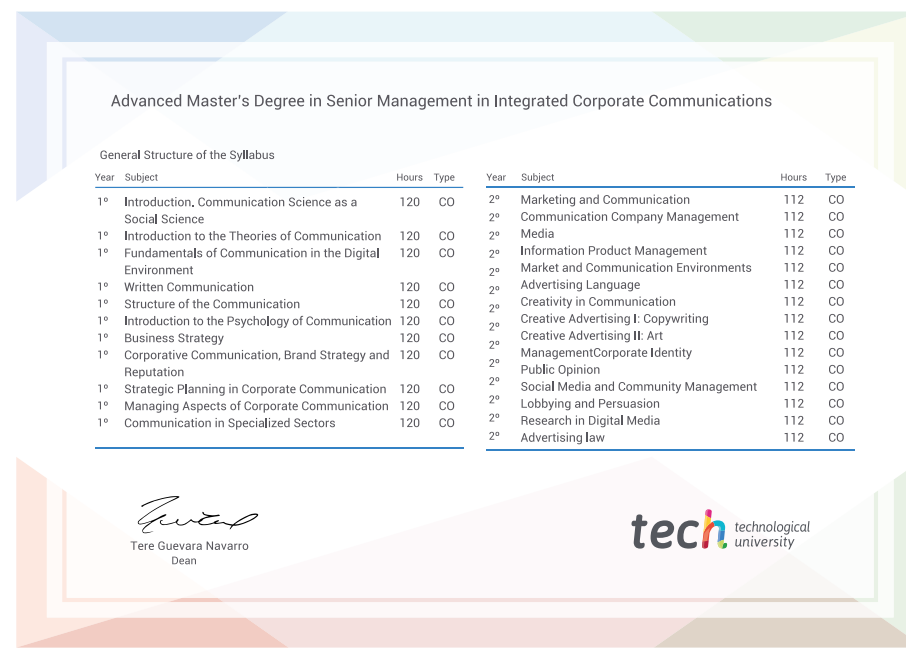 Advanced Master's Degree in Senior Management in Integrated Corporate Communications
General Structure of the Syllabus
Year Subject Hours Type
1º Introduction. Communication Science as a 120 CO
Social Science
1º Introduction to the Theories of Communication 120 CO
1º Fundamentals of Communication in the Digital 120 CO
Environment
1º Written Communication 120 CO
1º Structure of the Communication 120 CO
1º Introduction to the Psychology of Communication 120 CO
1º Business Strategy 120 CO
1º Corporative Communication, Brand Strategy and 120 CO
Reputation
1º Strategic Planning in Corporate Communication 120 CO
1º Managing Aspects of Corporate Communication 120 CO
1º Communication in Specialized Sectors 120 CO
Year Subject Hours Type
2º Marketing and Communication 112 CO
2º Communication Company Management 112 CO
2º Media 112 CO
2º Information Product Management 112 CO
2º Market and Communication Environments 112 CO
2º Advertising Language 112 CO
2º Creativity in Communication 112 CO
2º Creative Advertising I: Copywriting 112 CO
2º Creative Advertising II: Art 112 CO
2º ManagementCorporate Identity 112 CO
2º Public Opinion 112 CO
2º Social Media and Community Management 112 CO
2º Lobbying and Persuasion 112 CO
2º Research in Digital Media 112 CO
Advertising law 112 CO
Tere Guevara Navarro
Dean
tech technological
university